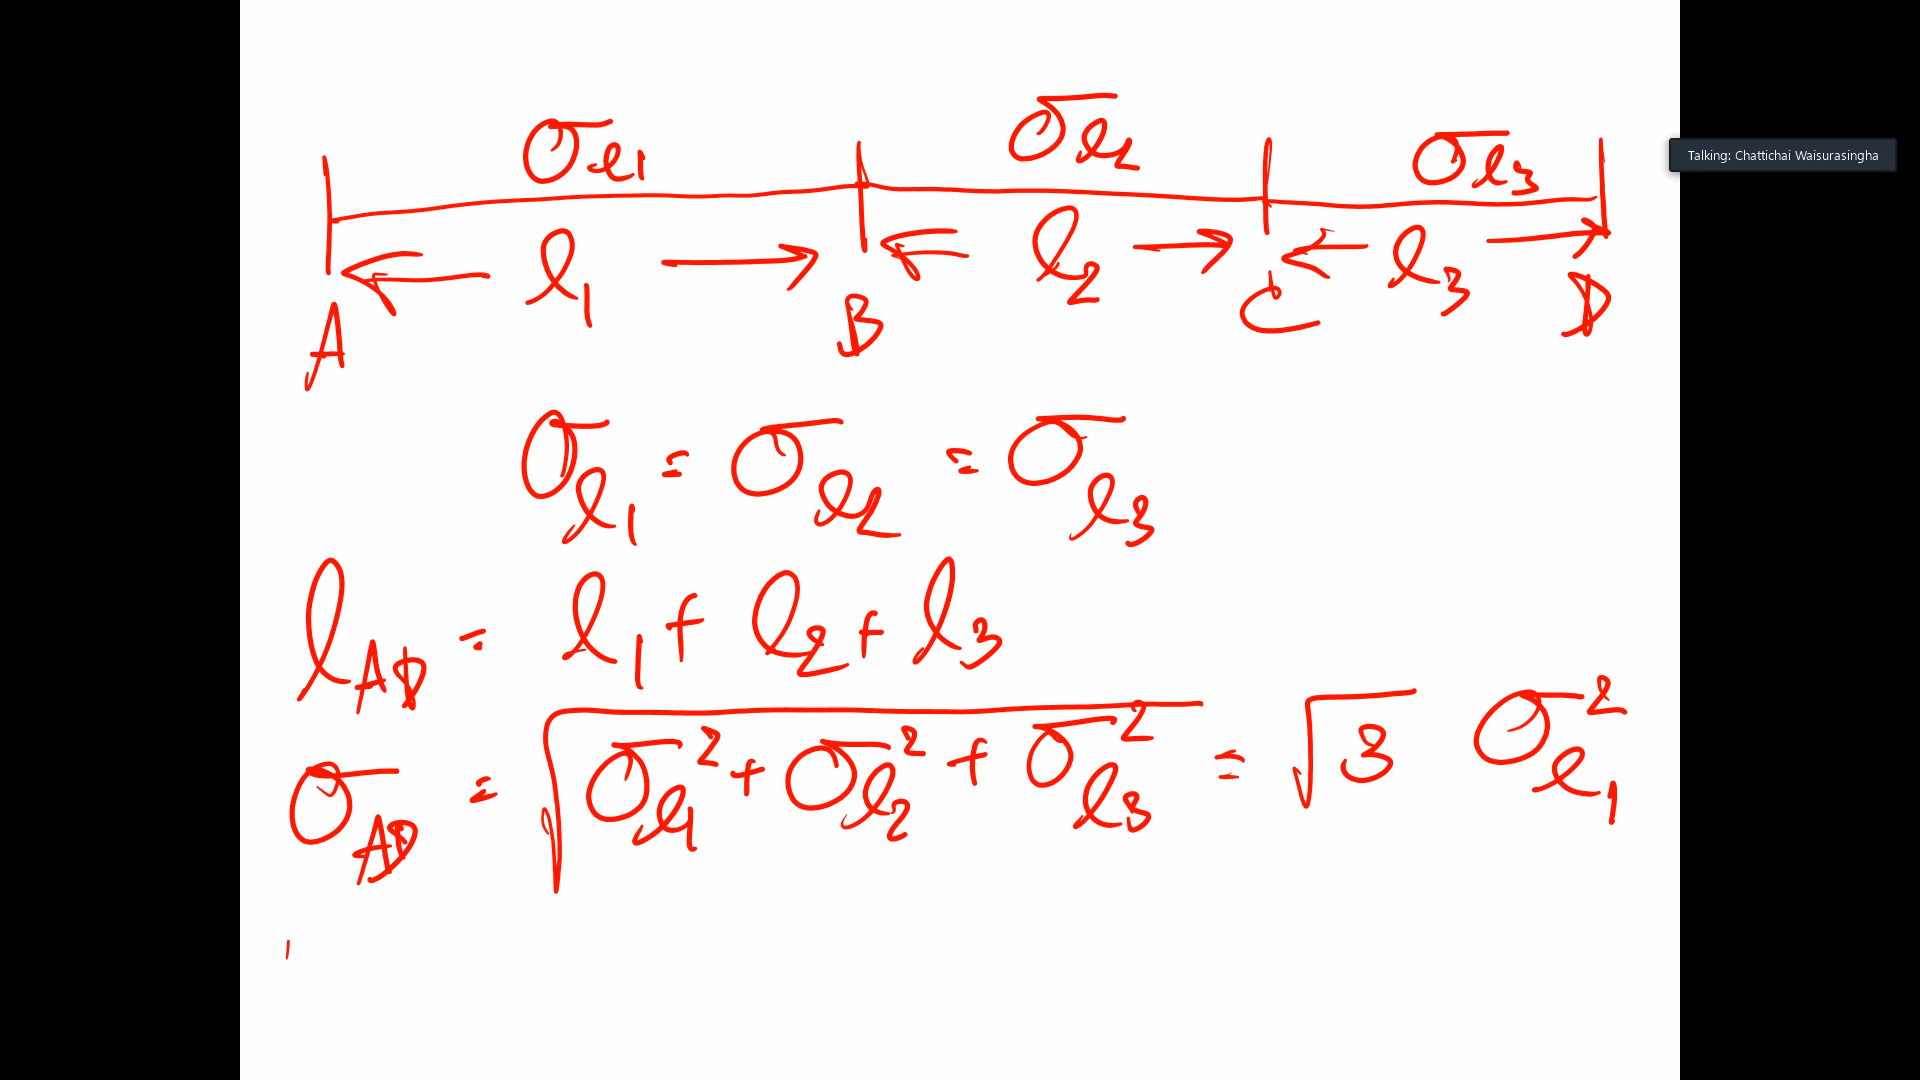 σℓ1 σℓ2 σℓ3
Talking: Chattichai Waisurasingha
ℓ1 ℓ2 ℓ3
A B C D
σℓ1 = σℓ2 = σℓ3
ℓAD = ℓ1 + ℓ2 + ℓ3
σAD = √(σℓ1² + σℓ2² + σℓ3²) = √3 σℓ1²